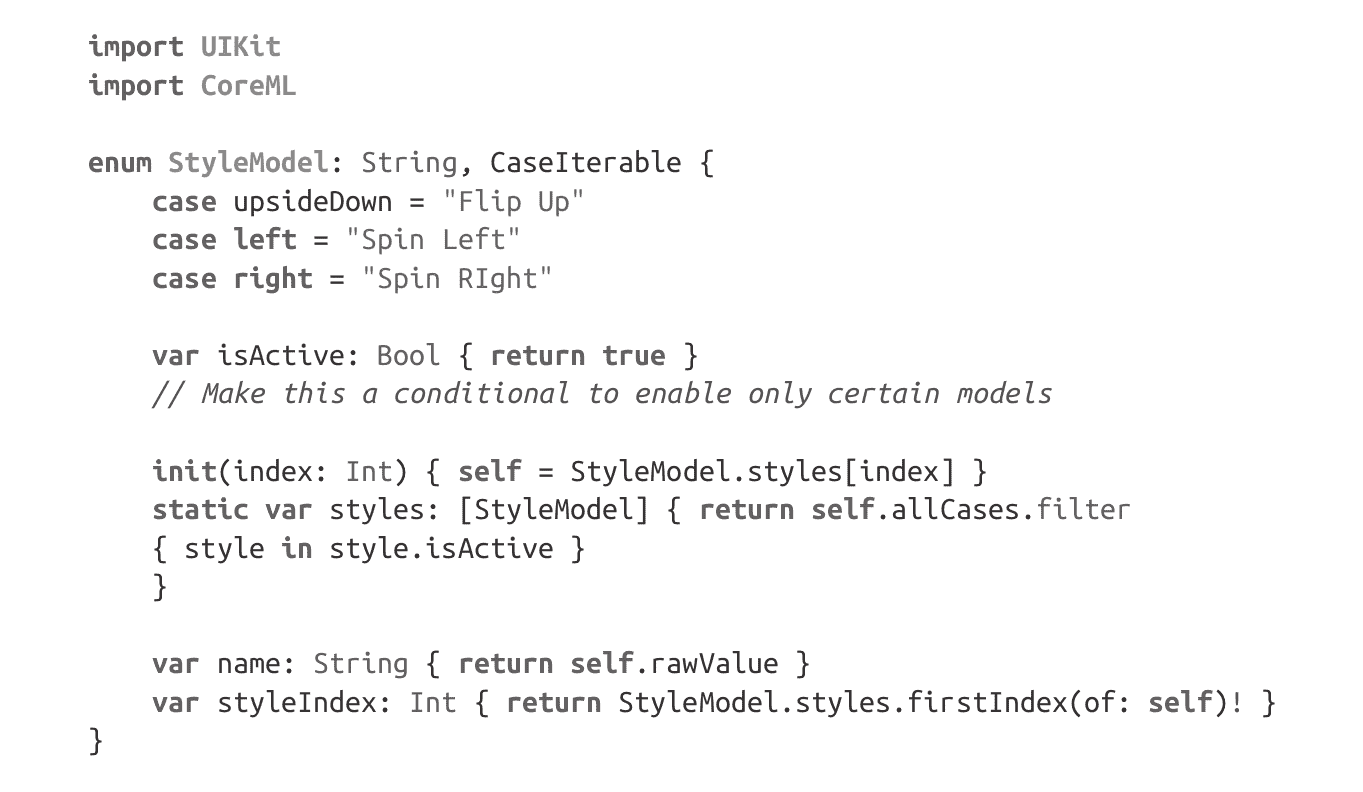 import UIKit
import CoreML
enum StyleModel: String, CaseIterable {
    case upsideDown = "Flip Up"
    case left = "Spin Left"
    case right = "Spin RIght"
    var isActive: Bool { return true }
    // Make this a conditional to enable only certain models
    init(index: Int) { self = StyleModel.styles[index] }
    static var styles: [StyleModel] { return self.allCases.filter
    { style in style.isActive }
    }
    var name: String { return self.rawValue }
    var styleIndex: Int { return StyleModel.styles.firstIndex(of: self)! }
}